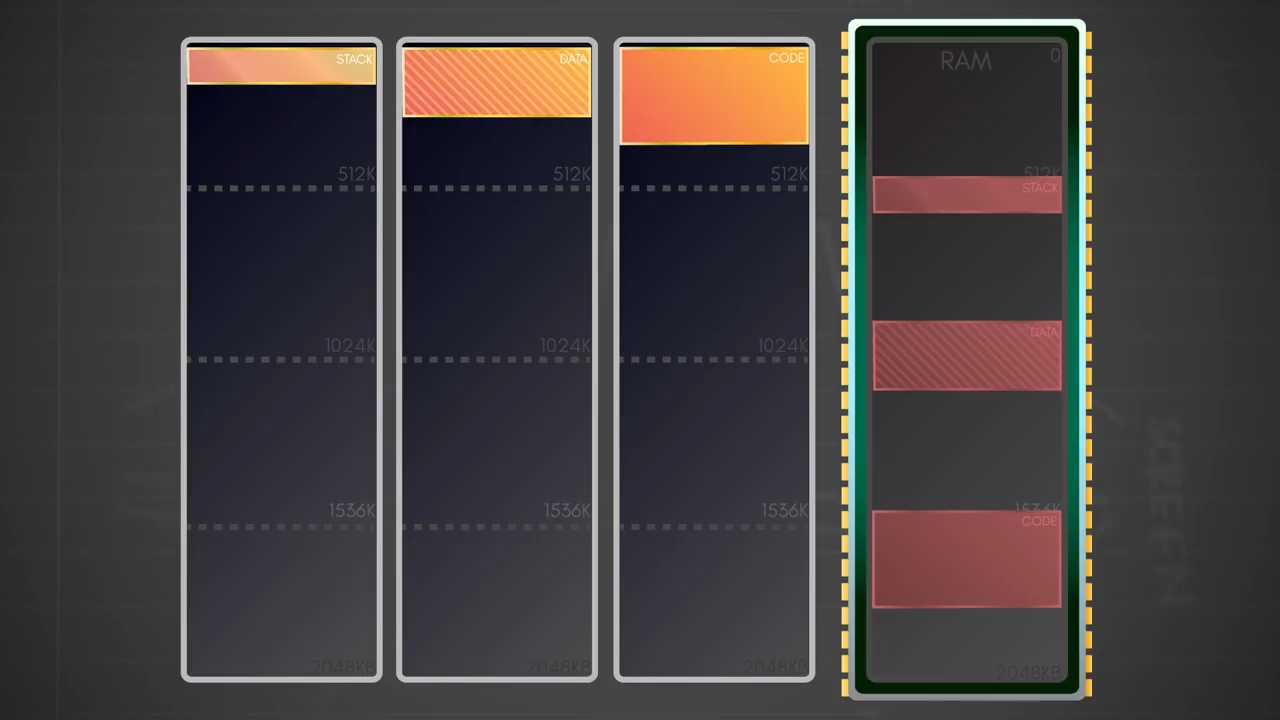 STACK
512K
1024K
1536K
2048KB
DATA
512K
1024K
1536K
2048KB
CODE
512K
1024K
1536K
2048KB
RAM
0
512K
STACK
DATA
1536K
CODE
2048KB